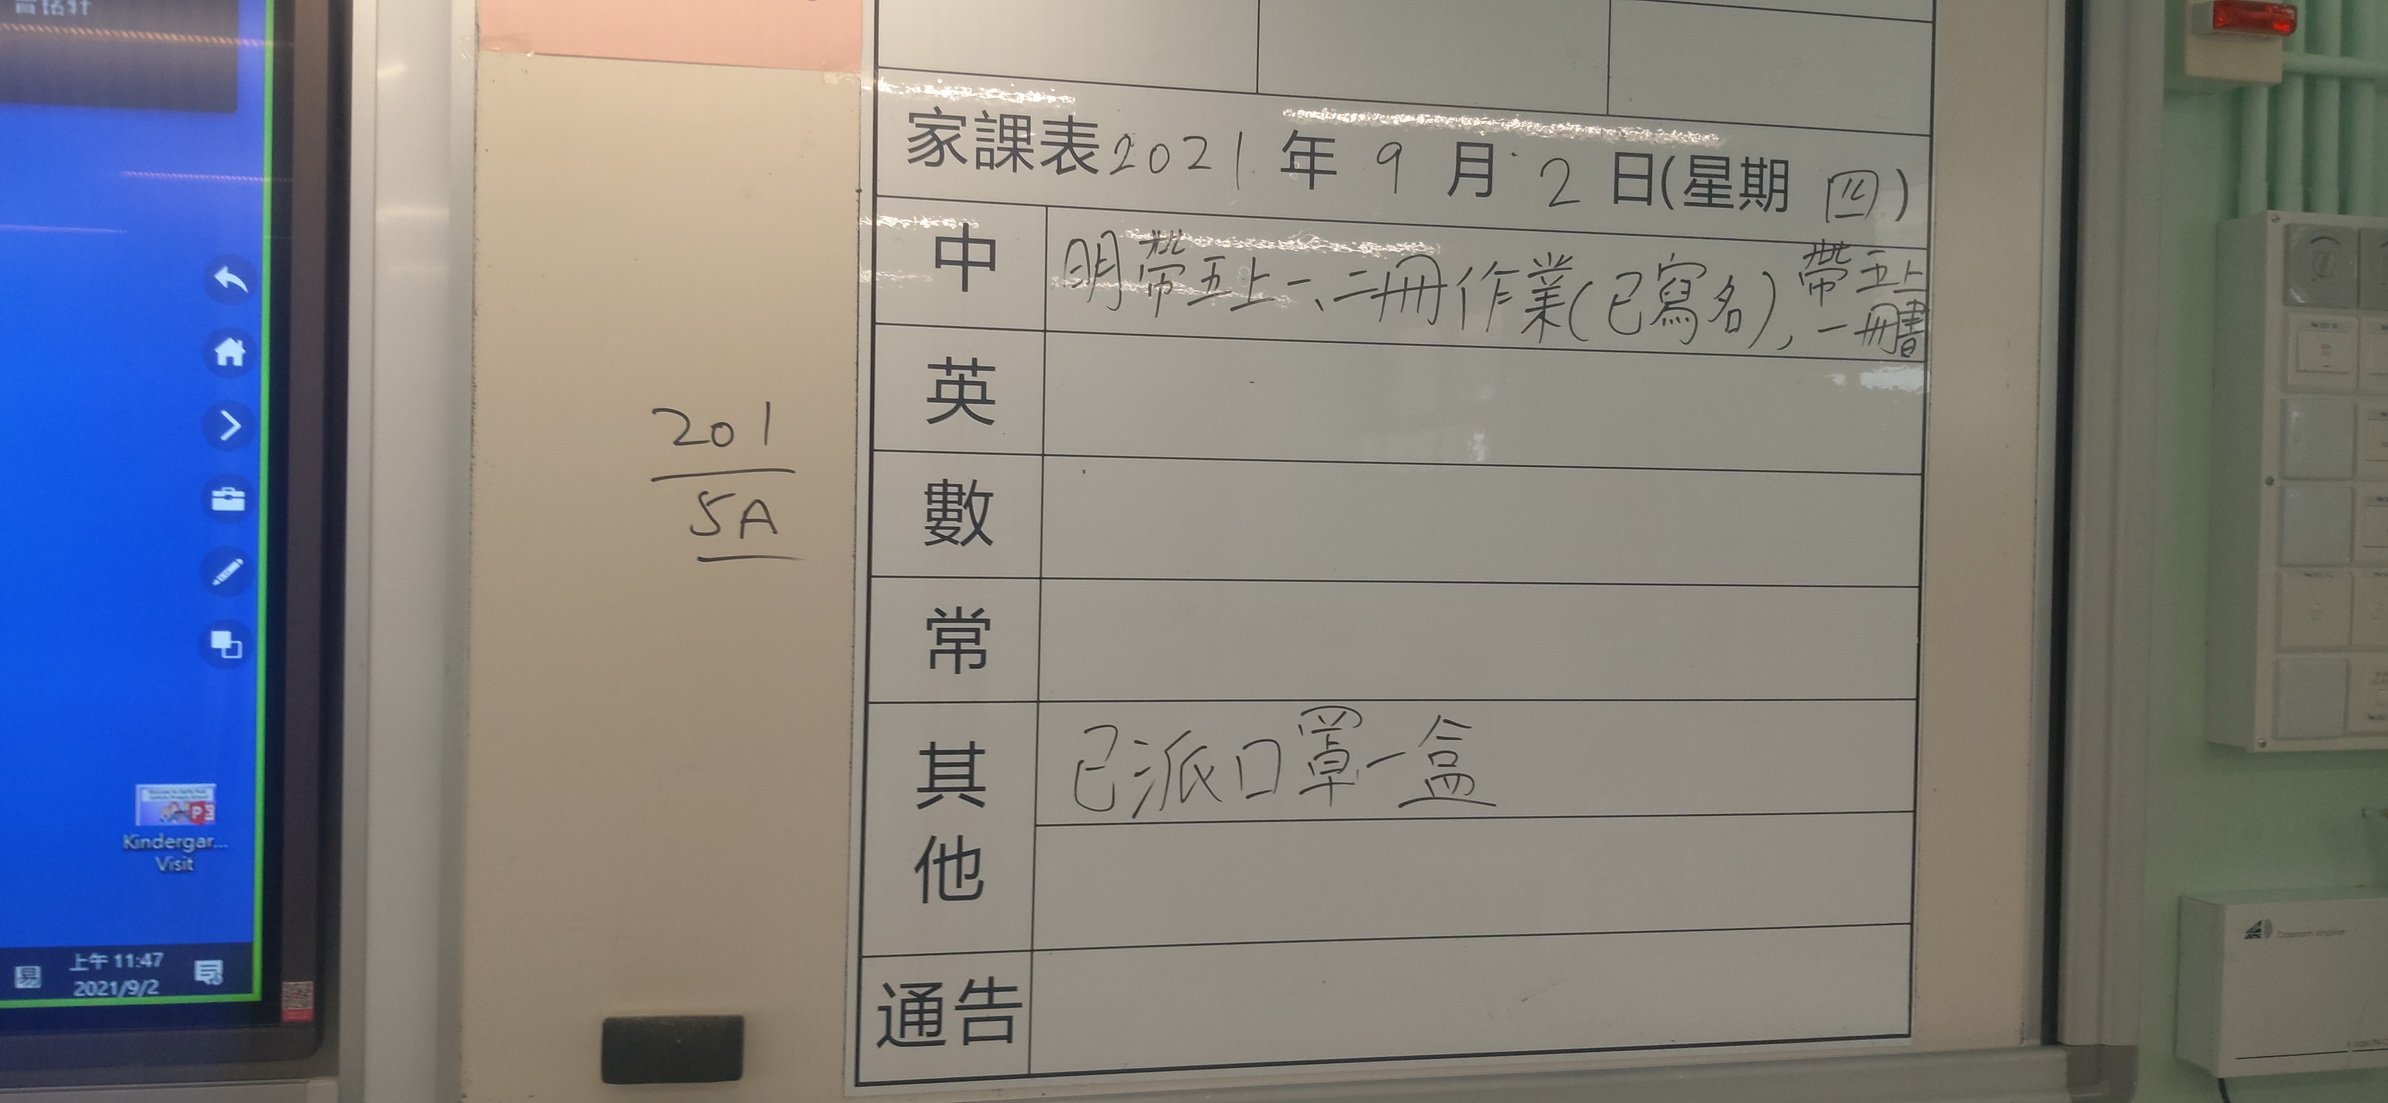 家課表2021年9月2日(星期四)
中 明帶五上一、二冊作業(已寫名),帶五上
一冊書
英
數
常
其他 已派口罩一盒
通告
201
5A
Kindergar...
Visit
上午 11:47
2021/9/2